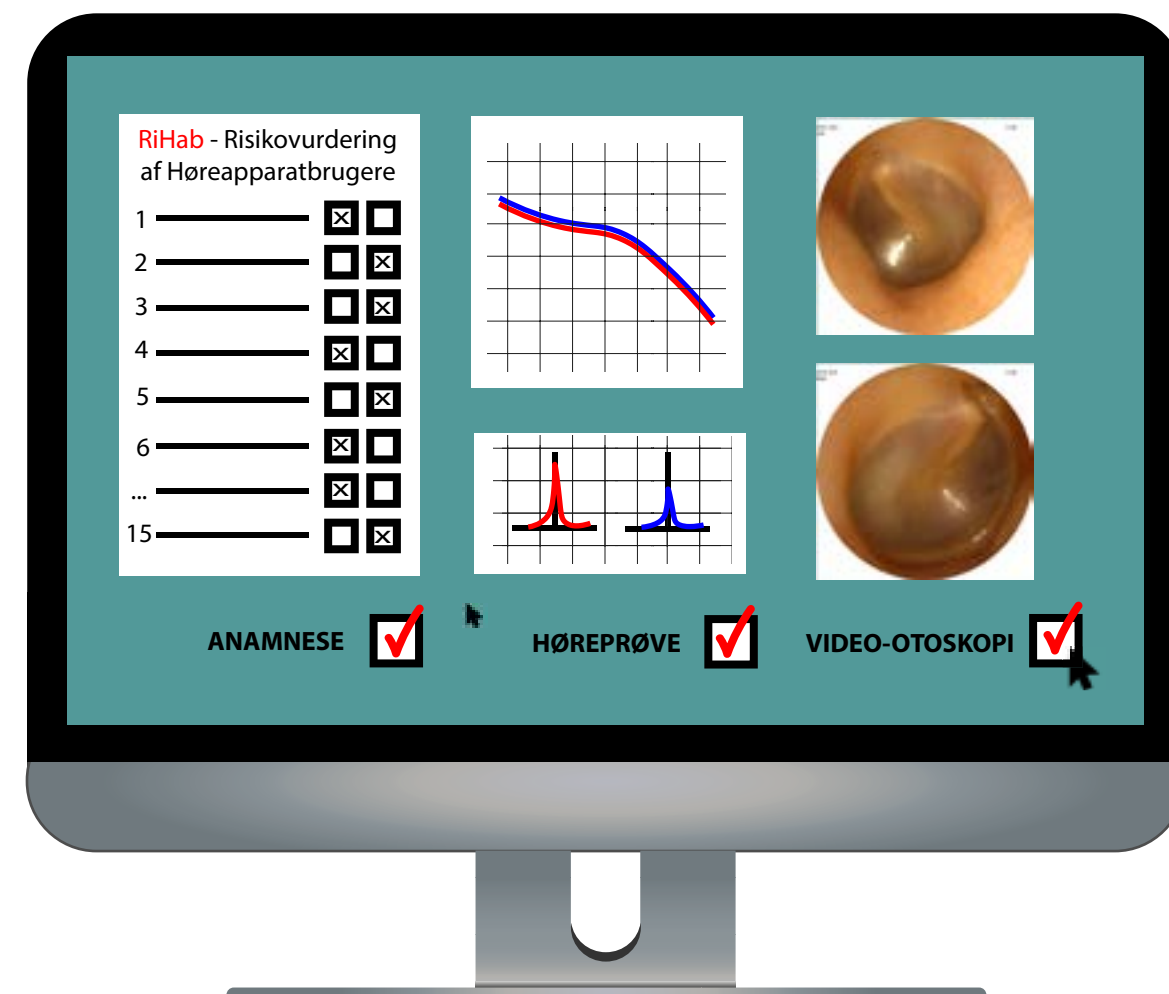 RiHab - Risikovurdering
af Høreapparatbrugere
1
2
3
4
5
6
...
15
ANAMNESE
HØREPRØVE
VIDEO-OTOSKOPI